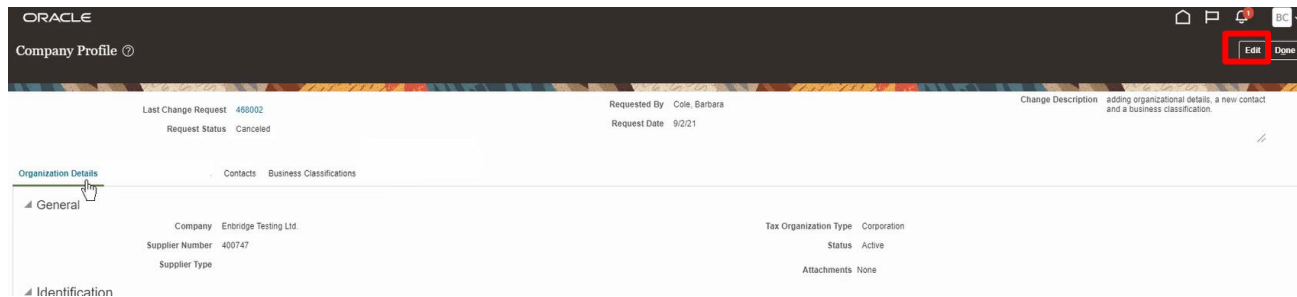 ORACLE
1
BC
Company Profile ?
Edit Done
Last Change Request 468002
Requested By Cole, Barbara
Change Description adding organizational details, a new contact
and a business classification.
Request Status Canceled
Request Date 9/2/21
Organization Details Contacts Business Classifications
General
Company Enbridge Testing Ltd.
Tax Organization Type Corporation
Supplier Number 400747
Status Active
Supplier Type
Attachments None
Identification